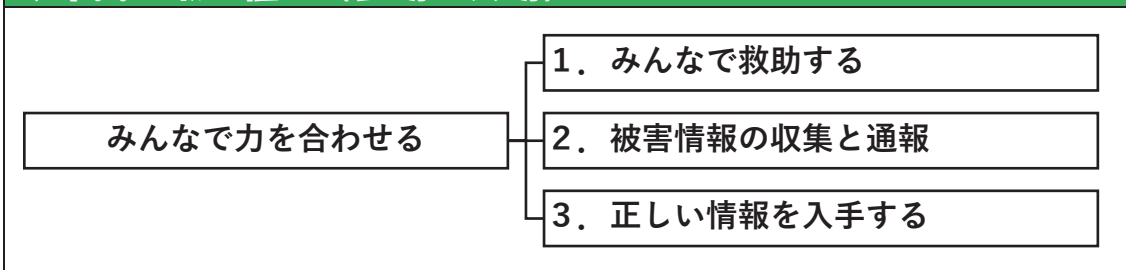 みんなで力を合わせる
1．みんなで救助する
2．被害情報の収集と通報
3．正しい情報を入手する